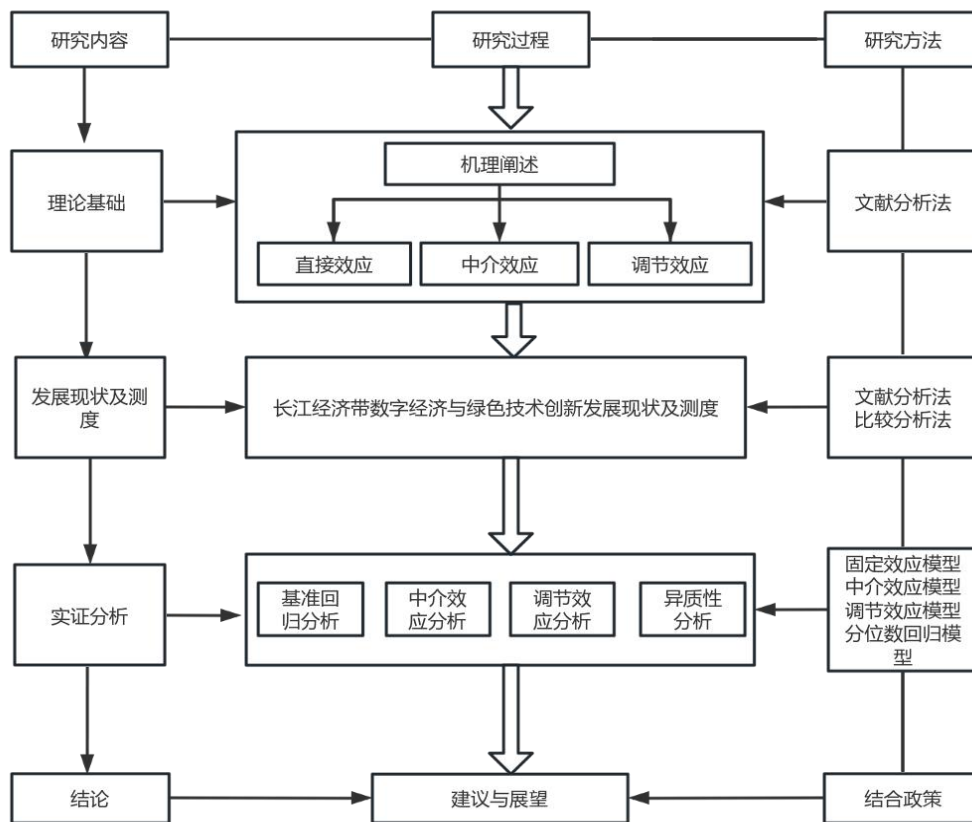 研究内容
研究过程
研究方法
机理阐述
理论基础
直接效应
中介效应
调节效应
文献分析法
发展现状及测
度
长江经济带数字经济与绿色技术创新发展现状及测度
文献分析法
比较分析法
实证分析
基准回
归分析
中介效
应分析
调节效
应分析
异质性
分析
固定效应模型
中介效应模型
调节效应模型
分位数回归模
型
结论
建议与展望
结合政策